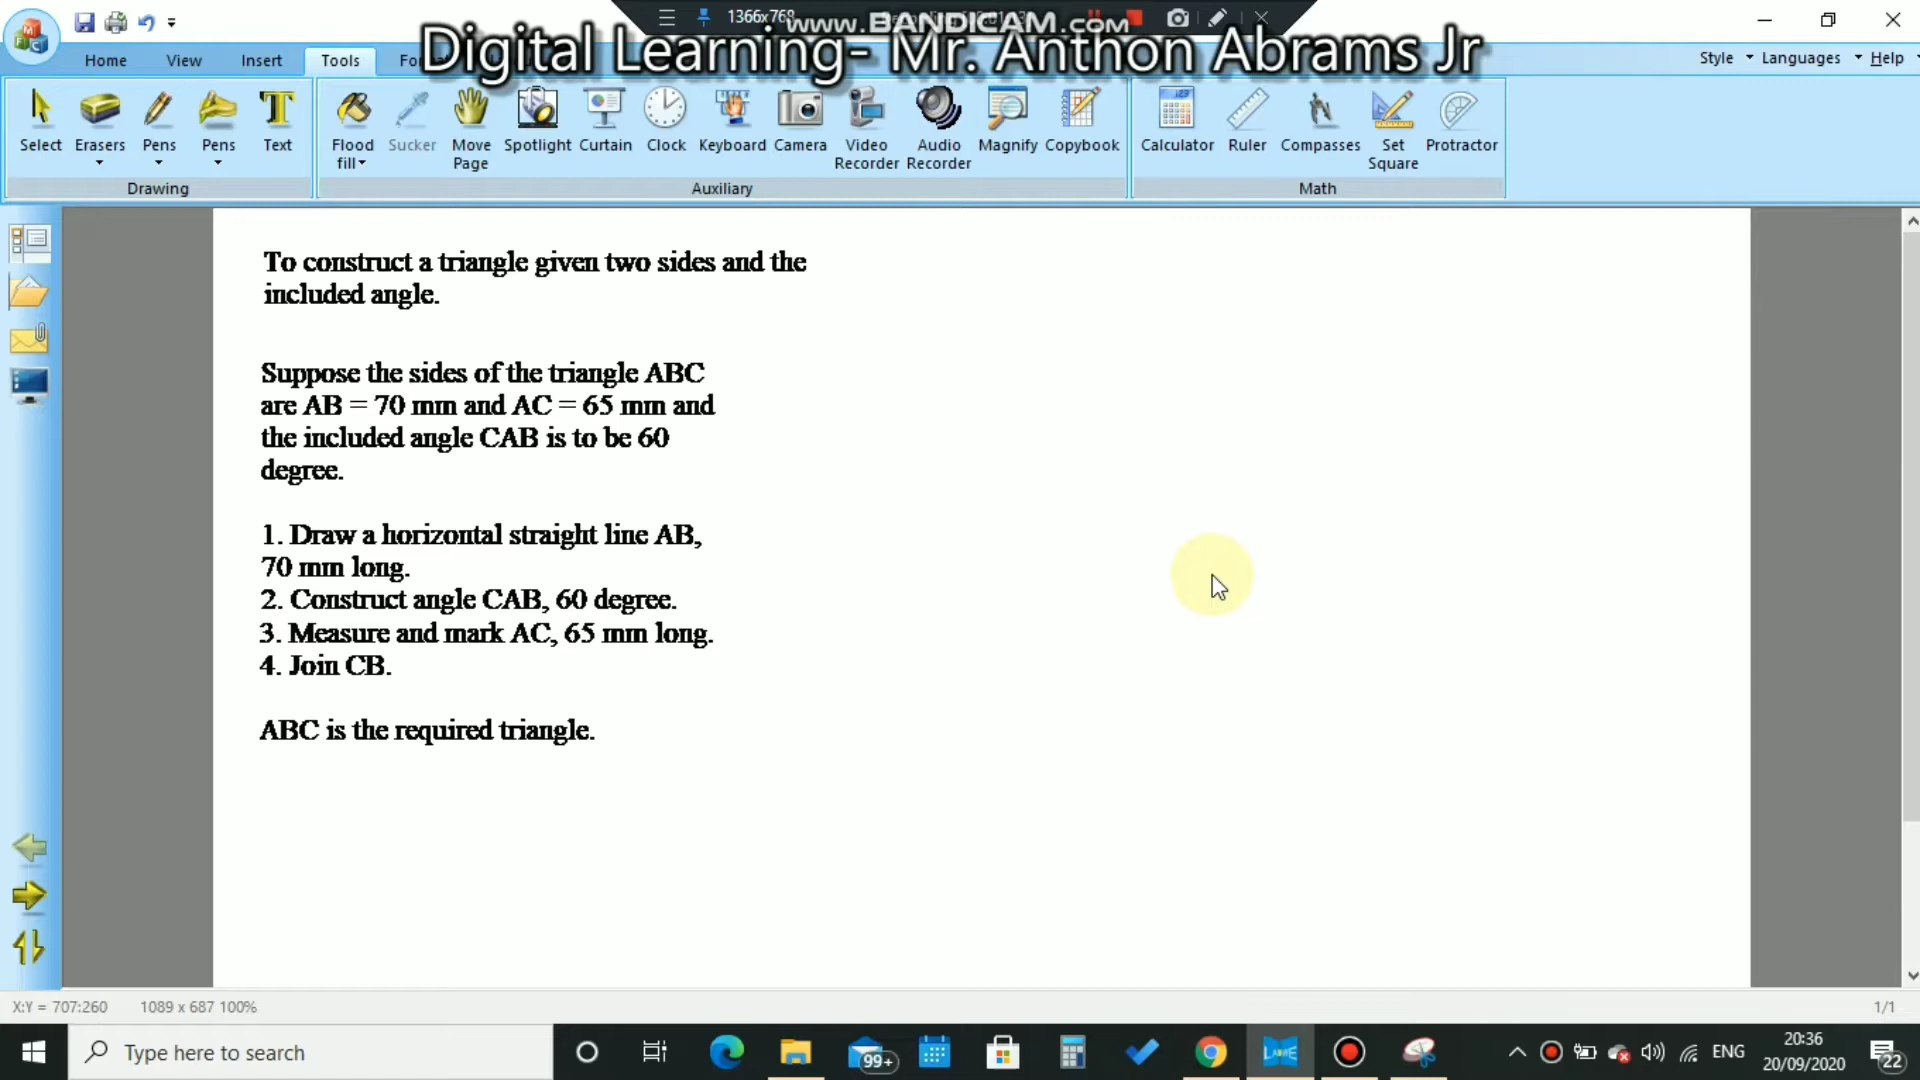 1366x768
www.BANDICAM.com
Digital Learning- Mr. Anthon Abrams Jr
Home View Insert Tools
Style Languages Help
Select Erasers Pens Pens Text
Flood fill Sucker Move Page Spotlight Curtain Clock Keyboard Camera Video Recorder Audio Recorder Magnify Copybook
Calculator Ruler Compasses Set Square Protractor
Drawing Auxiliary Math
To construct a triangle given two sides and the
included angle.
Suppose the sides of the triangle ABC
are AB = 70 mm and AC = 65 mm and
the included angle CAB is to be 60
degree.
1. Draw a horizontal straight line AB,
70 mm long.
2. Construct angle CAB, 60 degree.
3. Measure and mark AC, 65 mm long.
4. Join CB.
ABC is the required triangle.
X:Y = 707:260 1089 x 687 100% 1/1
Type here to search
99+
ENG
20:36
20/09/2020
22